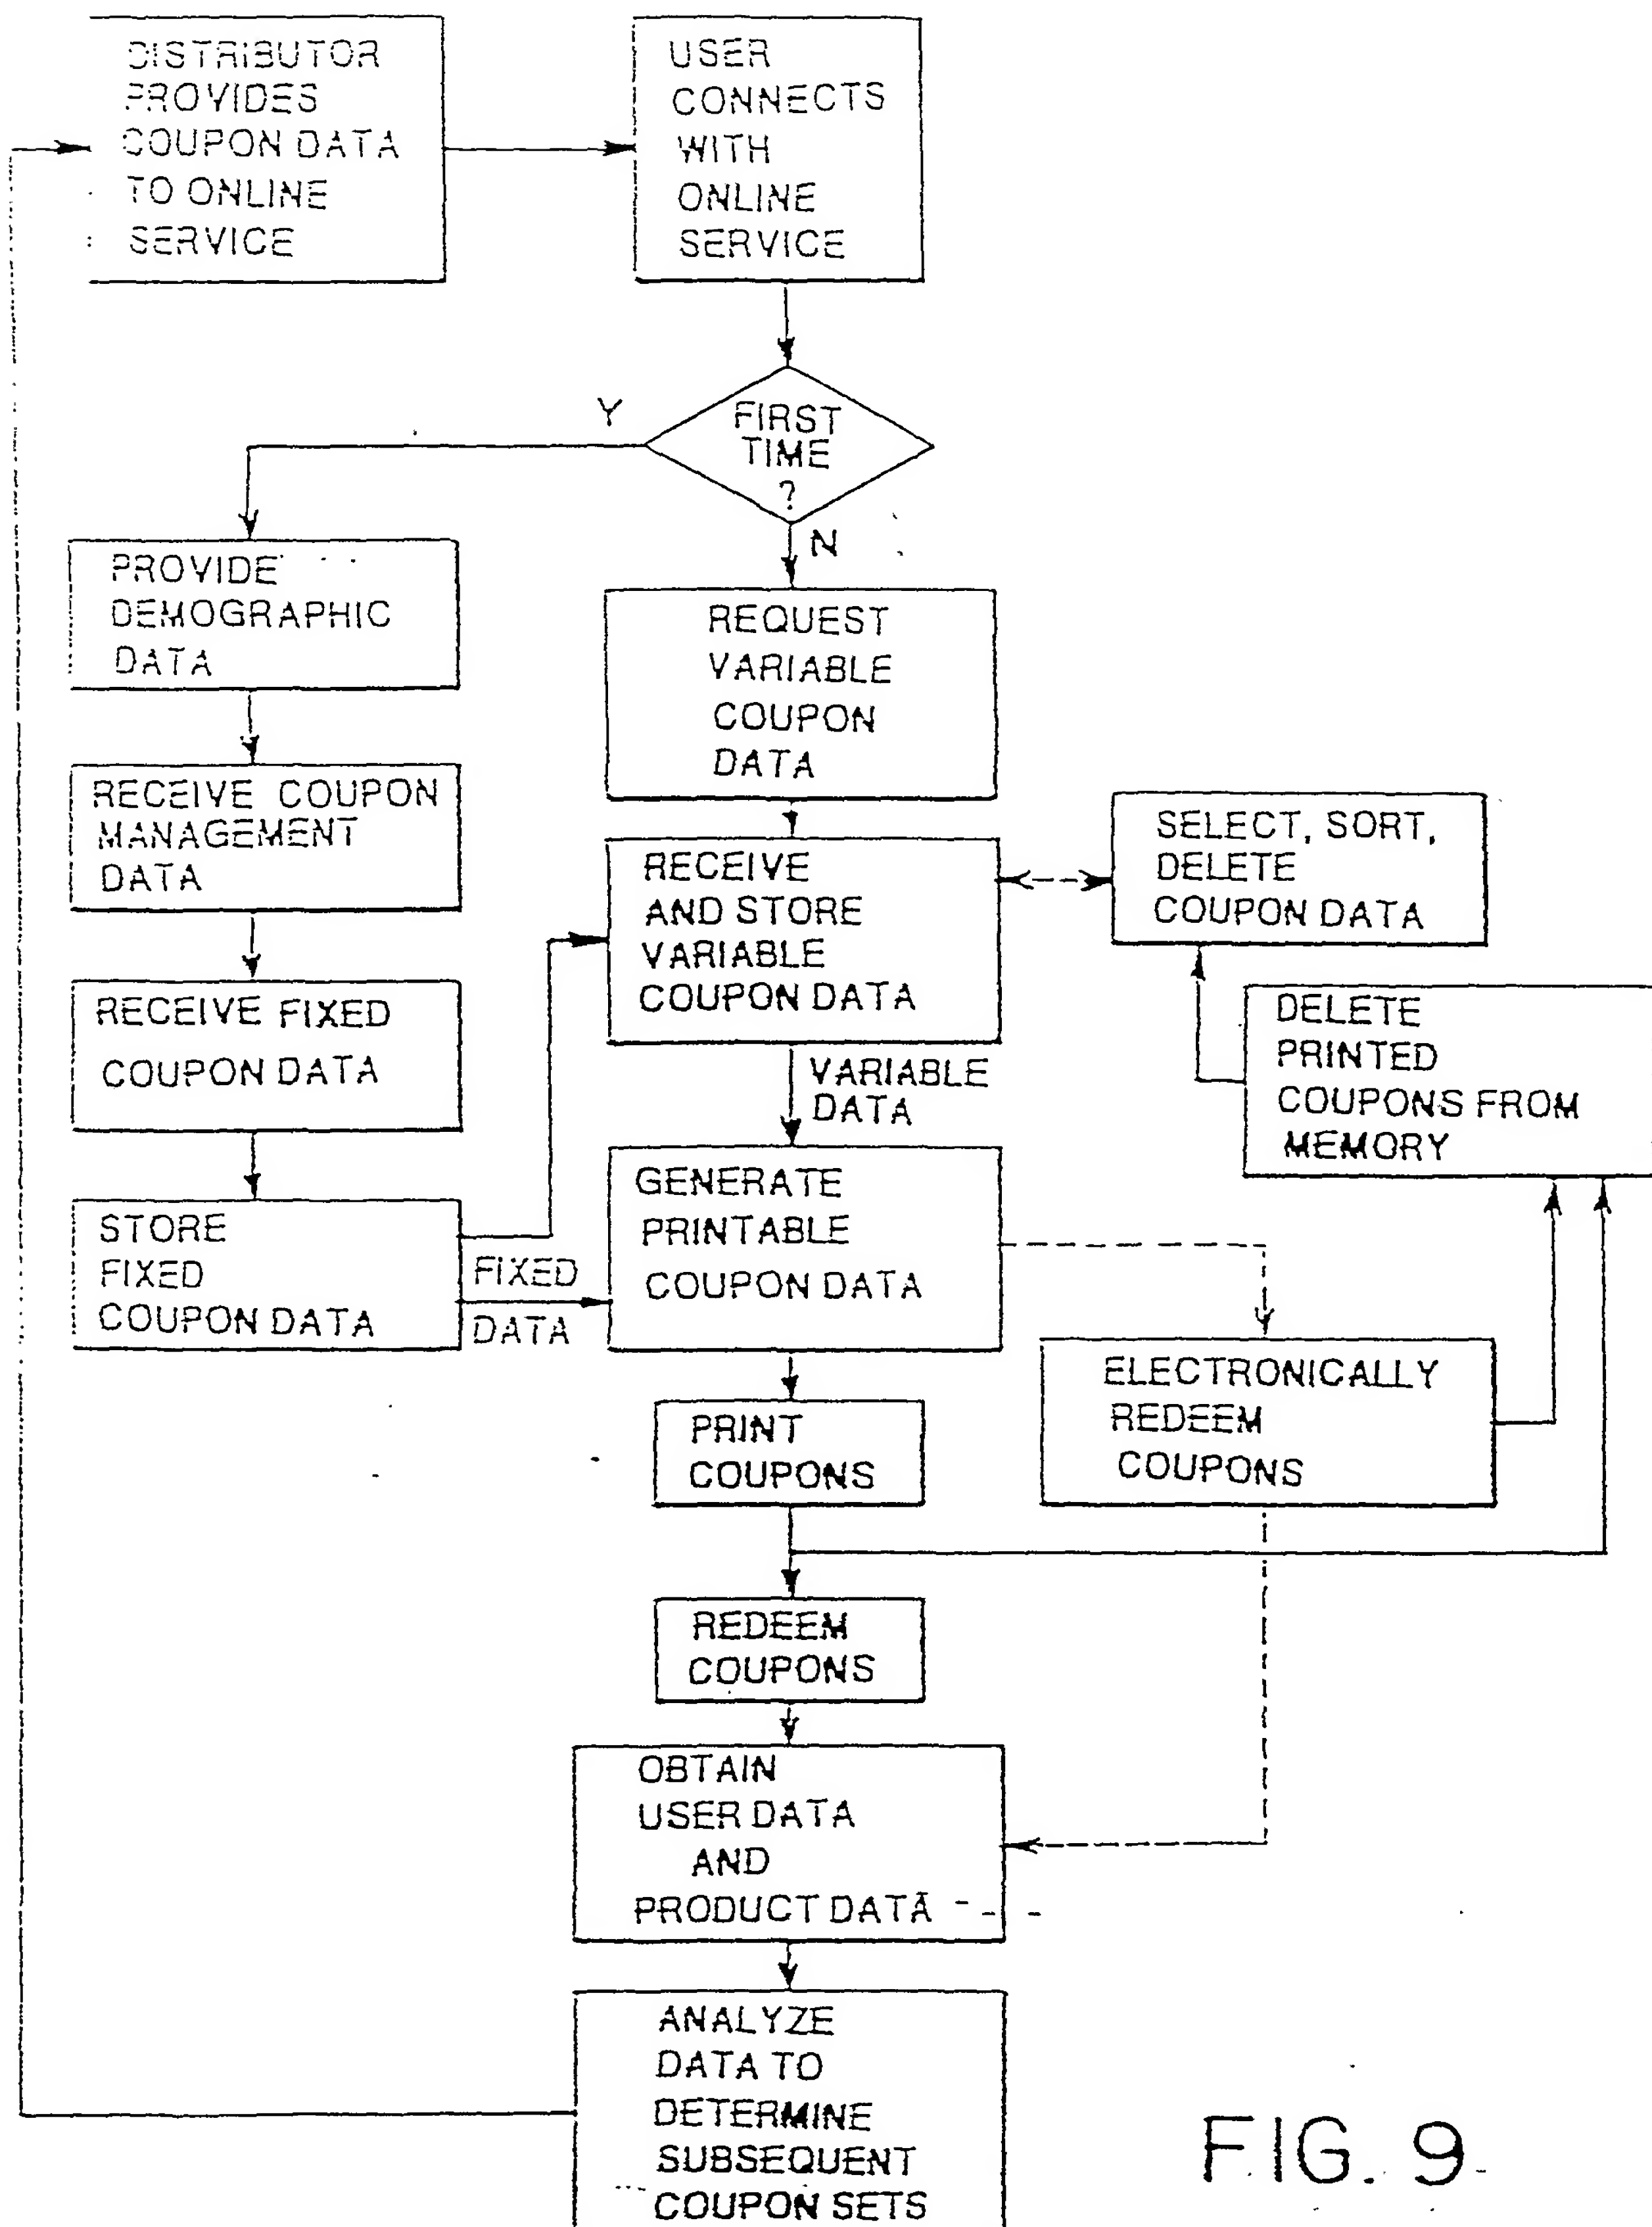 DISTRIBUTOR
PROVIDES
COUPON DATA
TO ONLINE
SERVICE
USER
CONNECTS
WITH
ONLINE
SERVICE
FIRST
TIME
?
Y
N
PROVIDE
DEMOGRAPHIC
DATA
REQUEST
VARIABLE
COUPON
DATA
RECEIVE COUPON
MANAGEMENT
DATA
RECEIVE
AND STORE
VARIABLE
COUPON DATA
SELECT, SORT,
DELETE
COUPON DATA
RECEIVE FIXED
COUPON DATA
DELETE
PRINTED
COUPONS FROM
MEMORY
VARIABLE
DATA
STORE
FIXED
COUPON DATA
FIXED
DATA
GENERATE
PRINTABLE
COUPON DATA
ELECTRONICALLY
REDEEM
COUPONS
PRINT
COUPONS
REDEEM
COUPONS
OBTAIN
USER DATA
AND
PRODUCT DATA
ANALYZE
DATA TO
DETERMINE
SUBSEQUENT
COUPON SETS
FIG. 9